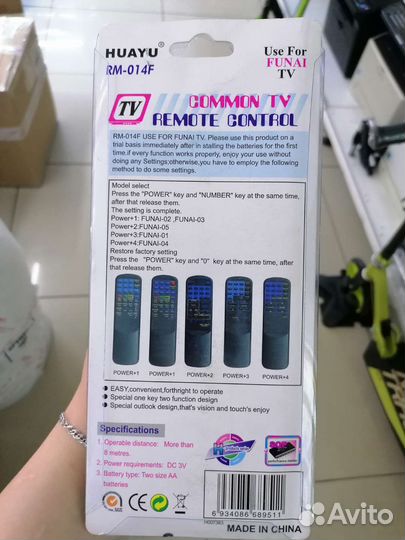 HUAYU®
RM-014F
Use For
FUNAI
TV
TV
COMMON TV
REMOTE CONTROL
RM-014F USE FOR FUNAI TV. Please use this product on a
trial basis immediately after in stalling the batteries for the first
time.if every function works properly, enjoy your use without
doing any Settings;otherwise,you have to employ the following
method to do some settings.
Model select
Press the "POWER" key and "NUMBER" key at the same time,
after that release them.
The setting is complete.
Power+1: FUNAI-02 ,FUNAI-03
Power+2:FUNAI-05
Power+3:FUNAI-01
Power+4:FUNAI-04
Restore factory setting
Press the "POWER" key and "0" key at the same time, after
that release them.
POWER+1 POWER+1 POWER+2 POWER+3 POWER+4
EASY,convenient,forthright to operate
Special one key two function design
Special outlook design,that's vision and touch's enjoy
Specifications
1. Operable distance: More than
8 metres.
2. Power requirements: DC 3V
3. Battery type: Two size AA
batteries
CE
SGS
6 934086 689511
MADE IN CHINA
Avito